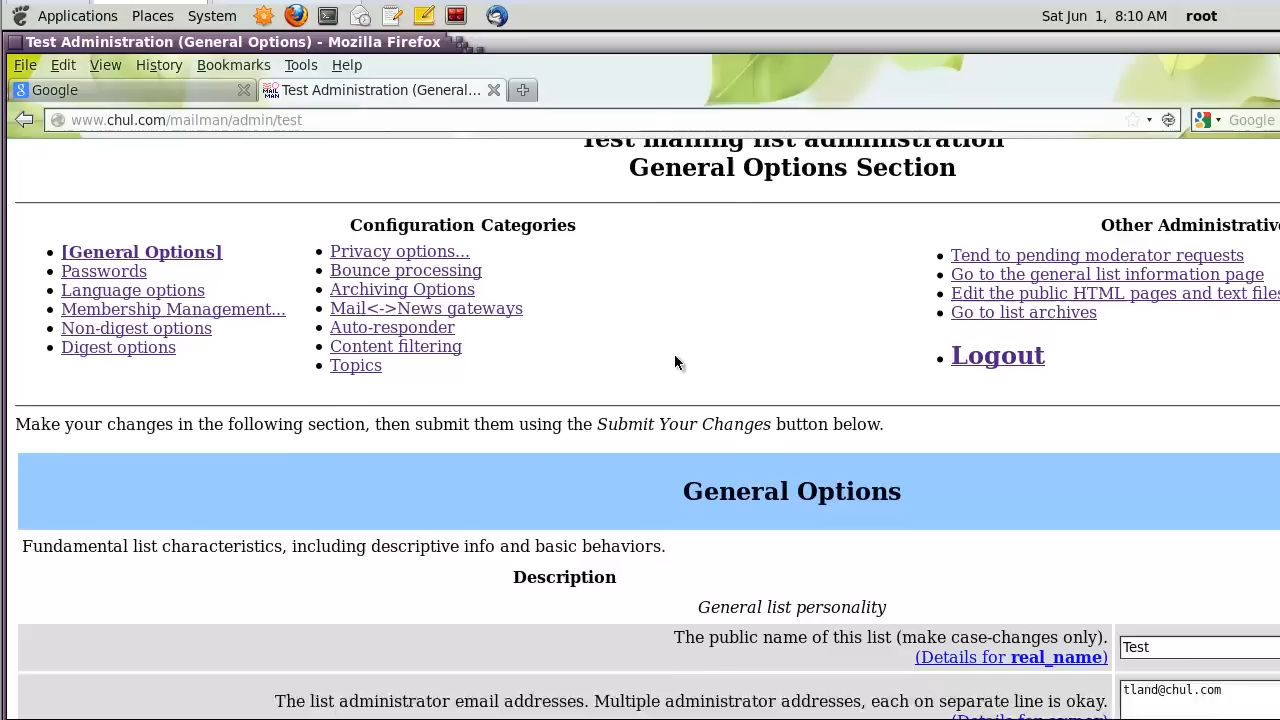 Applications Places System Sat Jun 1, 8:10 AM root
Test Administration (General Options) - Mozilla Firefox
File Edit View History Bookmarks Tools Help
Google Test Administration (General...
www.chul.com/mailman/admin/test Google
Test mailing list administration
General Options Section
Configuration Categories
Other Administrative
[General Options]
Passwords
Language options
Membership Management...
Non-digest options
Digest options
Privacy options...
Bounce processing
Archiving Options
Mail<->News gateways
Auto-responder
Content filtering
Topics
Tend to pending moderator requests
Go to the general list information page
Edit the public HTML pages and text files
Go to list archives
Logout
Make your changes in the following section, then submit them using the Submit Your Changes button below.
General Options
Fundamental list characteristics, including descriptive info and basic behaviors.
Description
General list personality
The public name of this list (make case-changes only).
(Details for real_name)
Test
The list administrator email addresses. Multiple administrator addresses, each on separate line is okay.
tland@chul.com